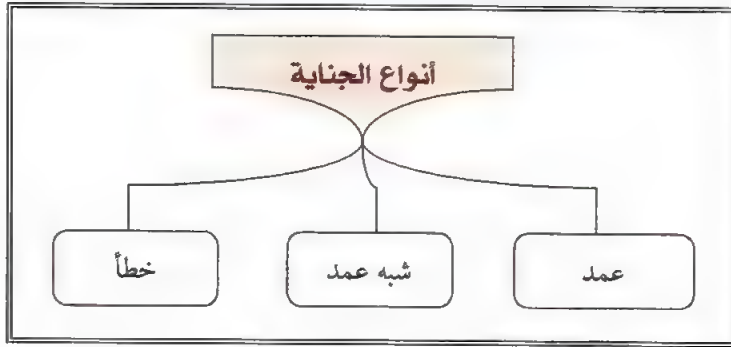 أنواع الجناية
عمد
شبه عمد
خطأ